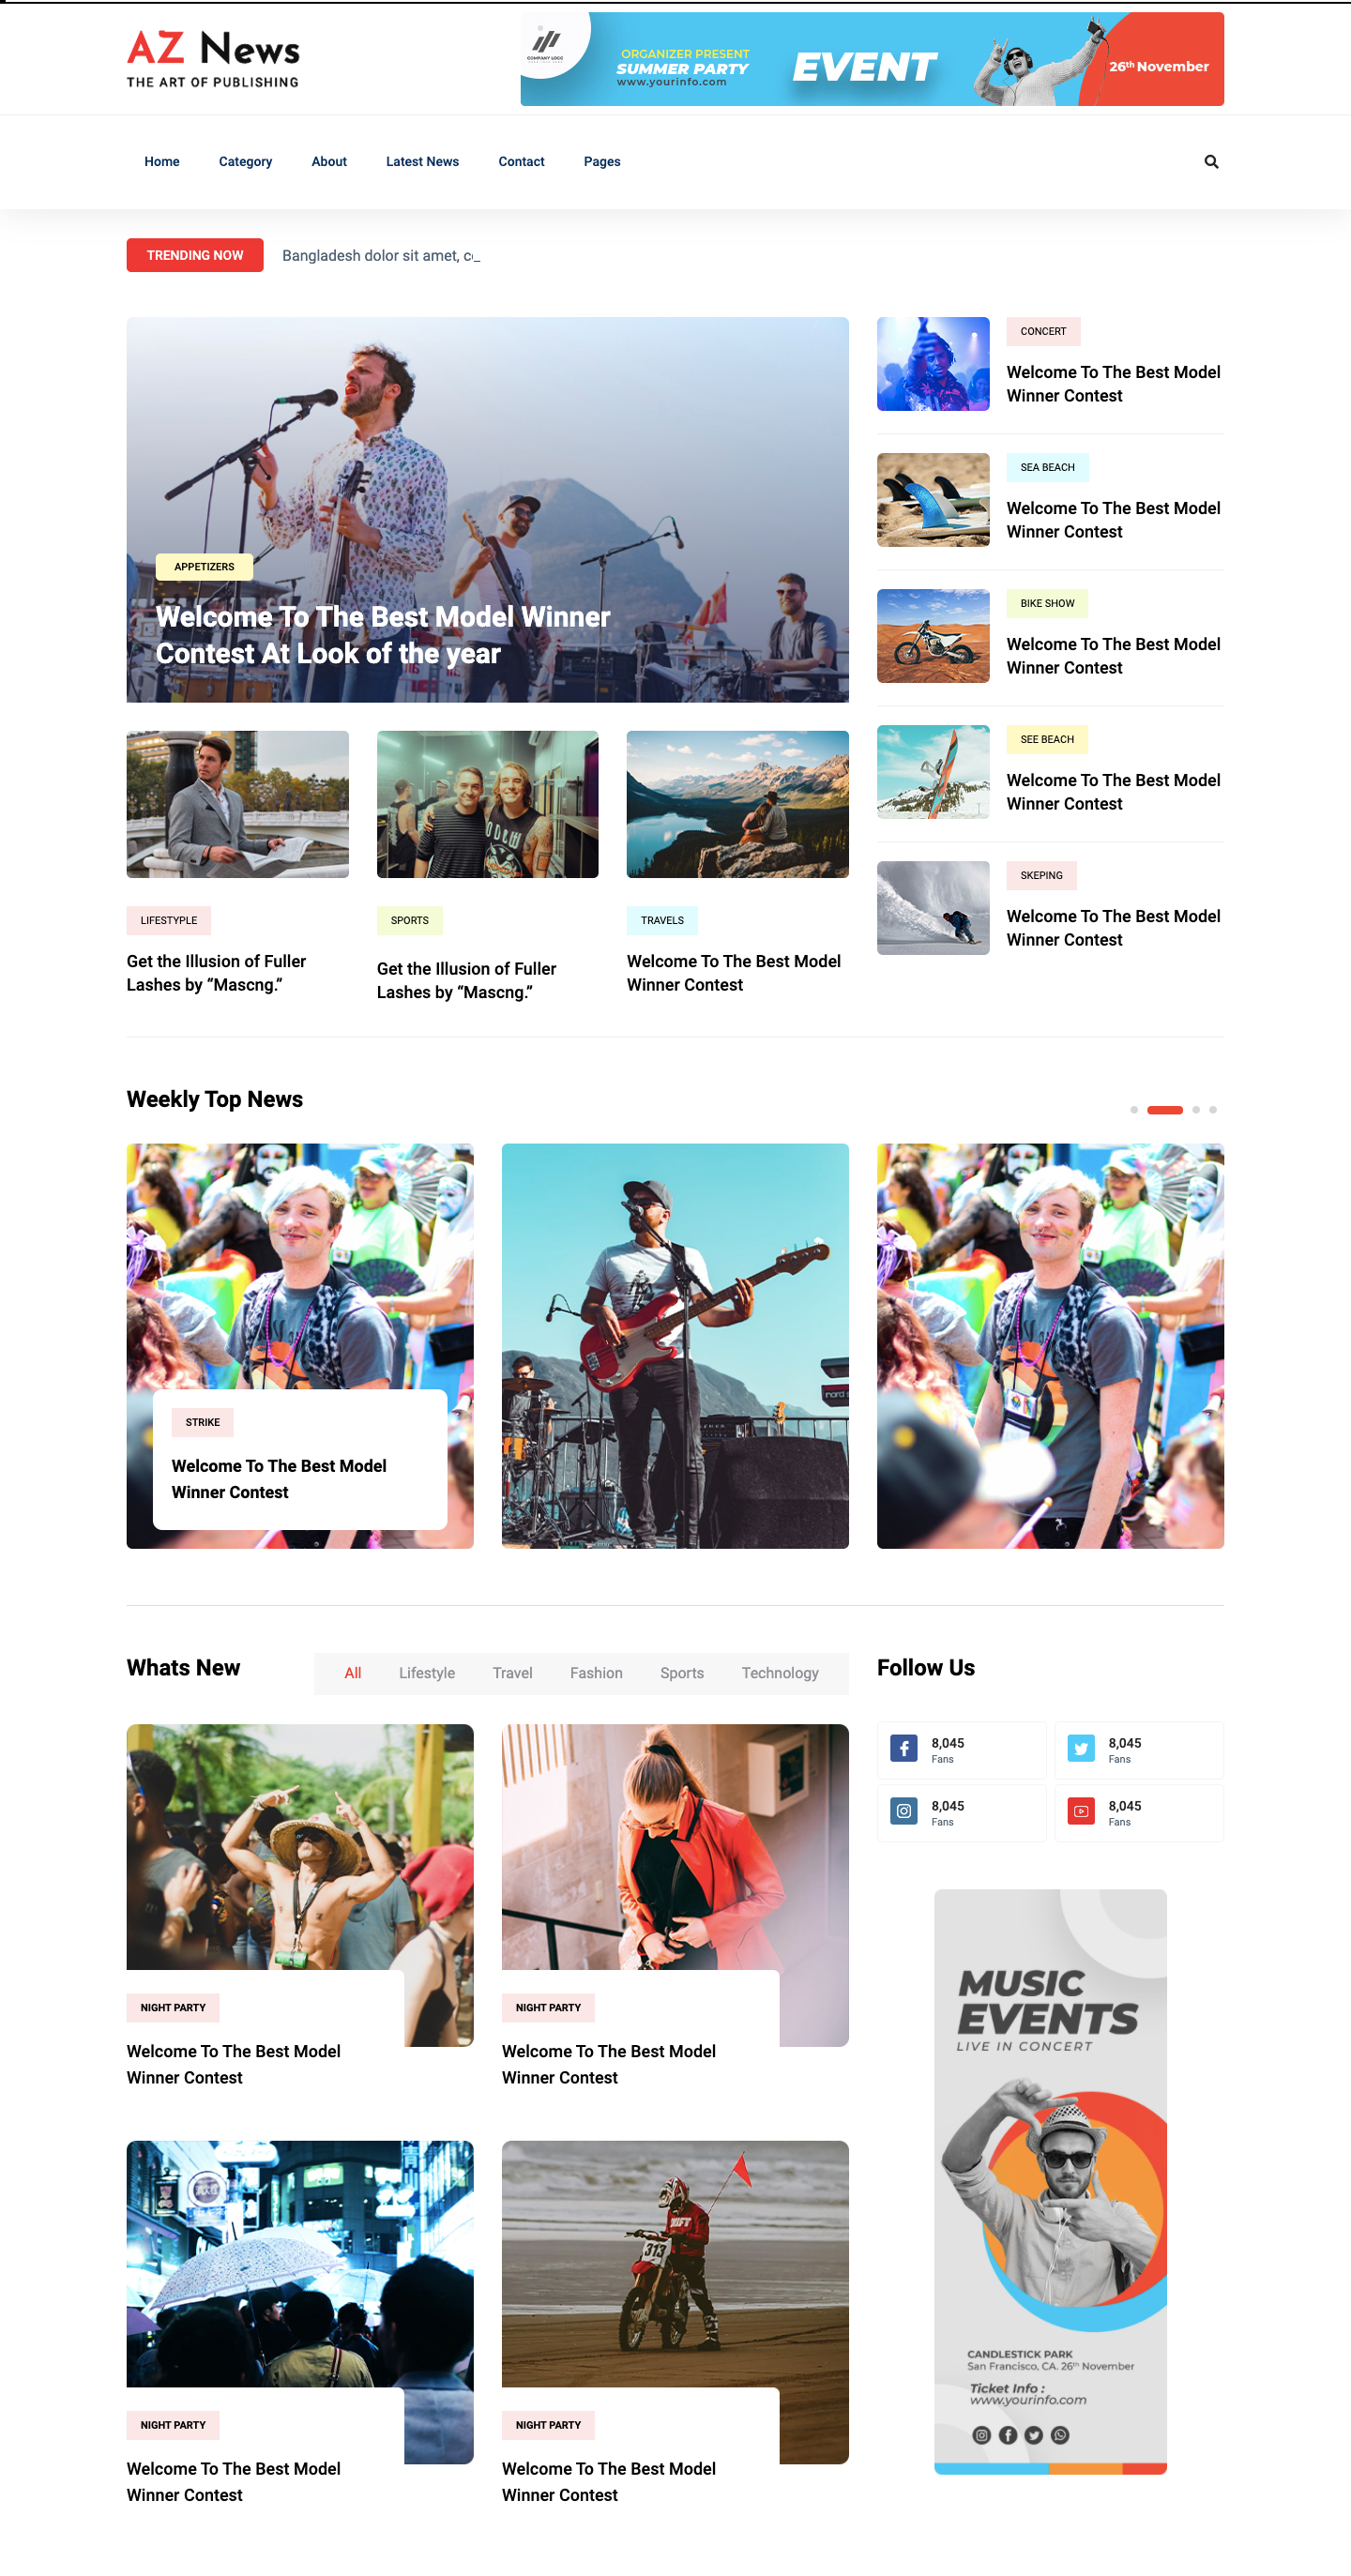 AZ News
THE ART OF PUBLISHING
COMPANY LOGO
ORGANIZER PRESENT
SUMMER PARTY
www.yourinfo.com
EVENT
26th November
Home Category About Latest News Contact Pages
TRENDING NOW
Bangladesh dolor sit amet, c_
APPETIZERS
Welcome To The Best Model Winner
Contest At Look of the year
CONCERT
Welcome To The Best Model
Winner Contest
SEA BEACH
Welcome To The Best Model
Winner Contest
BIKE SHOW
Welcome To The Best Model
Winner Contest
SEE BEACH
Welcome To The Best Model
Winner Contest
SKEPING
Welcome To The Best Model
Winner Contest
LIFESTYPLE
Get the Illusion of Fuller
Lashes by “Mascng.”
SPORTS
Get the Illusion of Fuller
Lashes by “Mascng.”
TRAVELS
Welcome To The Best Model
Winner Contest
Weekly Top News
STRIKE
Welcome To The Best Model
Winner Contest
nord
Whats New
All Lifestyle Travel Fashion Sports Technology
NIGHT PARTY
Welcome To The Best Model
Winner Contest
NIGHT PARTY
Welcome To The Best Model
Winner Contest
313
NIGHT PARTY
Welcome To The Best Model
Winner Contest
NIGHT PARTY
Welcome To The Best Model
Winner Contest
Follow Us
8,045
Fans
8,045
Fans
8,045
Fans
8,045
Fans
MUSIC
EVENTS
LIVE IN CONCERT
CANDLESTICK PARK
San Francisco, CA. 26th November
Ticket Info :
www.yourinfo.com